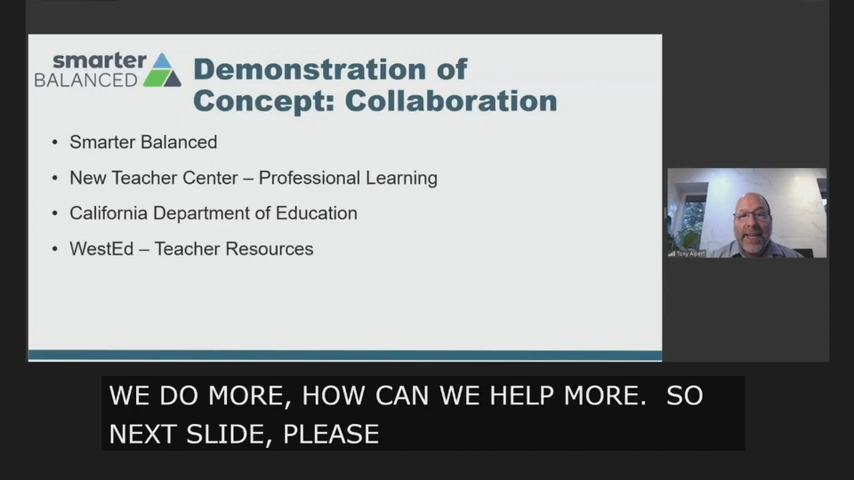 smarter
BALANCED
Demonstration of
Concept: Collaboration
• Smarter Balanced
• New Teacher Center – Professional Learning
• California Department of Education
• WestEd – Teacher Resources
Tony Alpert
WE DO MORE, HOW CAN WE HELP MORE.  SO
NEXT SLIDE, PLEASE